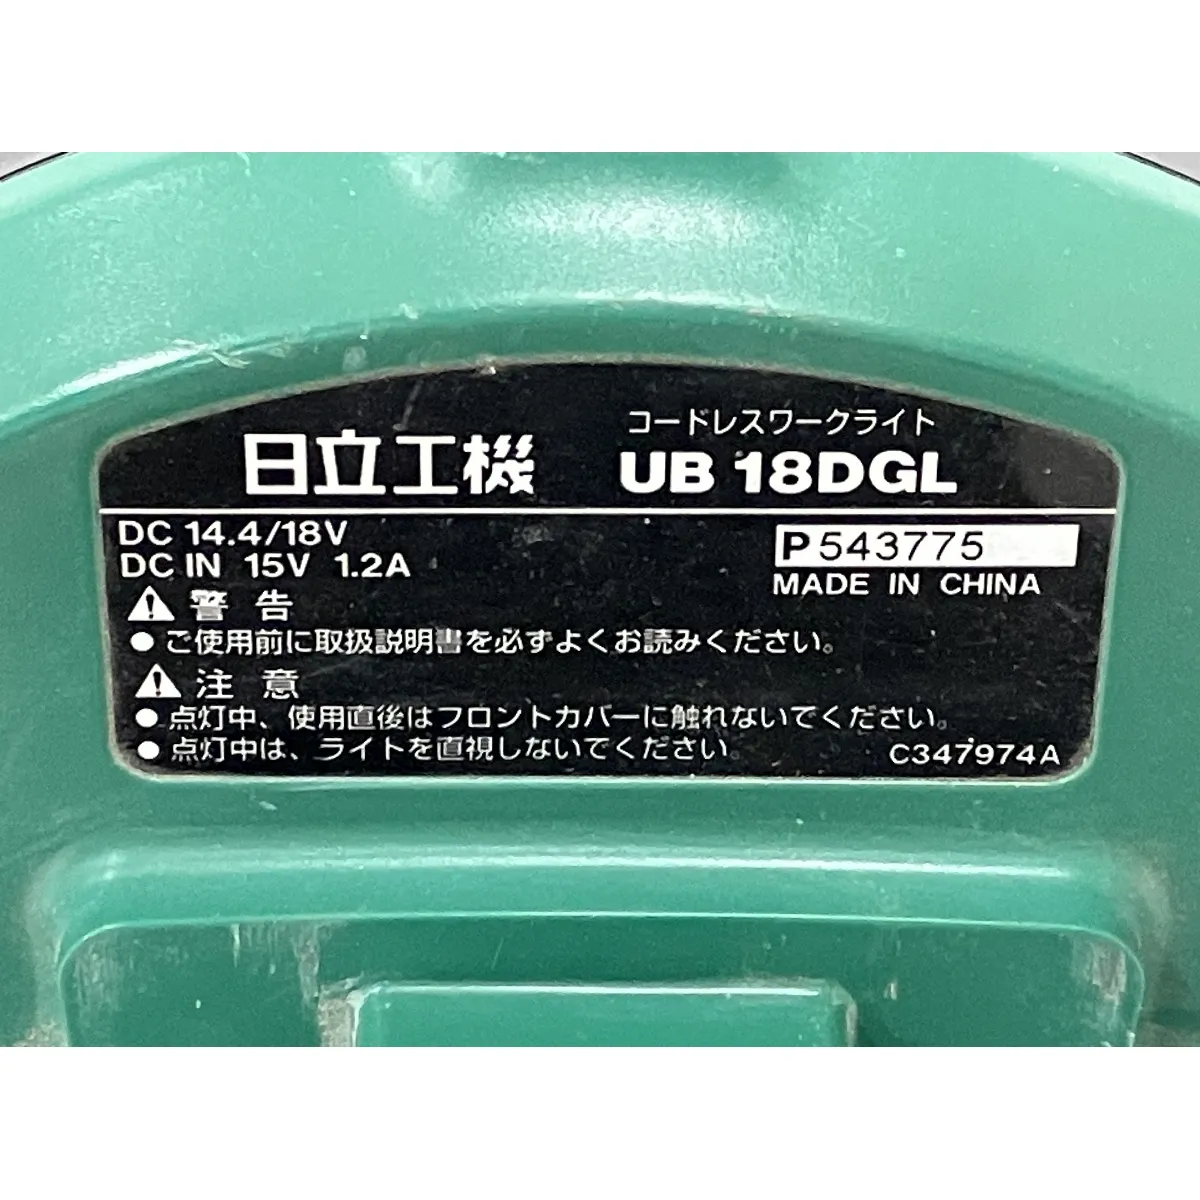 コードレスワークライト
日立工機 UB 18DGL
DC 14.4/18V
DC IN 15V 1.2A
P543775
MADE IN CHINA
警告
● ご使用前に取扱説明書を必ずよくお読みください。
注意
● 点灯中、使用直後はフロントカバーに触れないでください。
● 点灯中は、ライトを直視しないでください。
C347974A